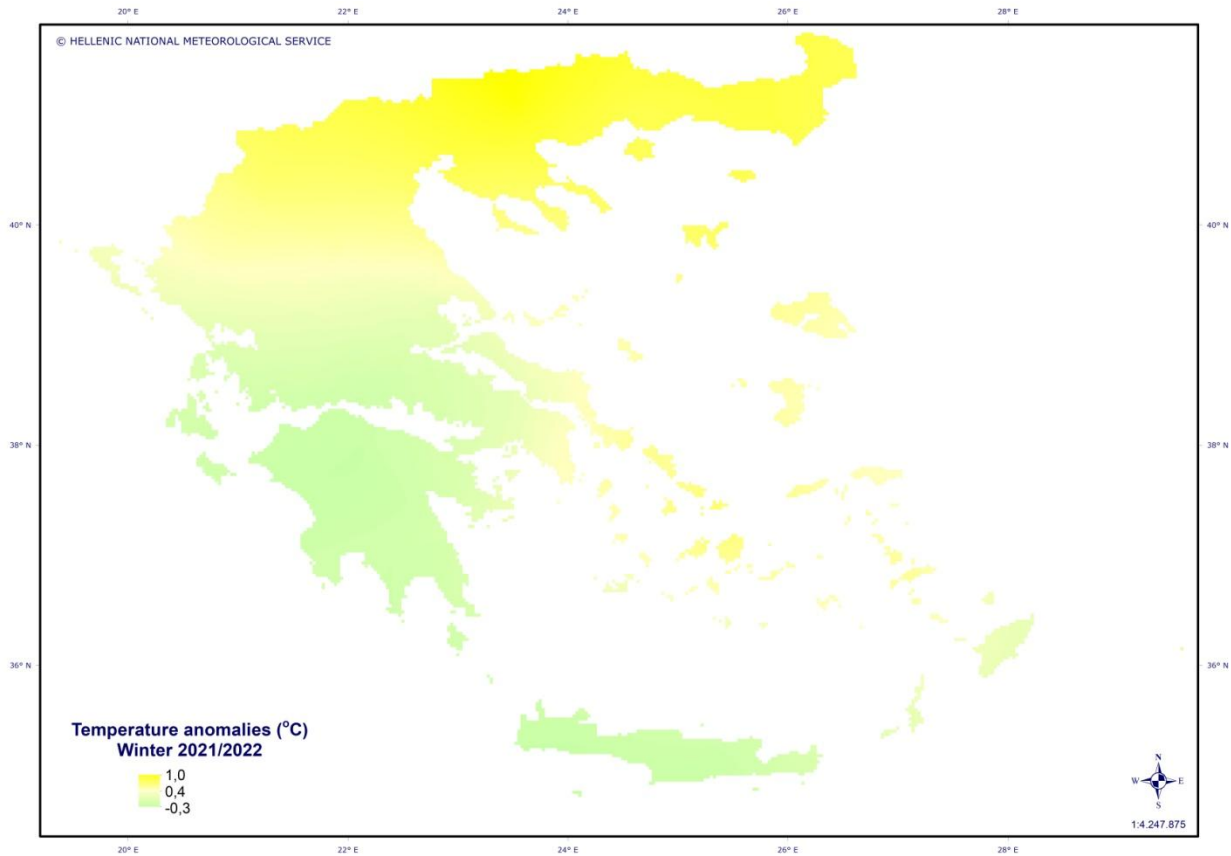 20° E 22° E 24° E 26° E 28° E
© HELLENIC NATIONAL METEOROLOGICAL SERVICE
40° N 40° N
38° N 38° N
36° N 36° N
Temperature anomalies (°C)
Winter 2021/2022
1,0
0,4
-0,3
N
W E
S
1:4.247.875
20° E 22° E 24° E 26° E 28° E